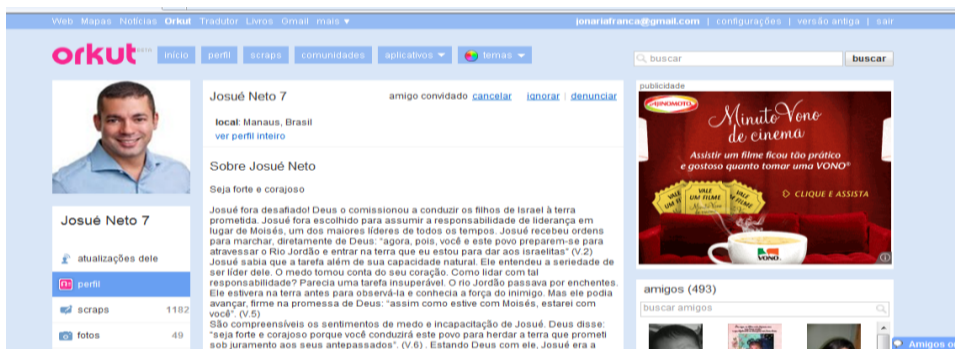 Web Mapas Notícias Orkut Tradutor Livros Gmail mais ▼
jonariafranca@gmail.com | configurações | versão antiga | sair
orkut
início perfil scraps comunidades aplicativos ▼ temas ▼
buscar buscar
Josué Neto 7
amigo convidado cancelar ignorar | denunciar
local: Manaus, Brasil
ver perfil inteiro
Sobre Josué Neto
Seja forte e corajoso
Josué fora desafiado! Deus o comissionou a conduzir os filhos de Israel à terra
prometida. Josué fora escolhido para assumir a responsabilidade de liderança em
lugar de Moisés, um dos maiores líderes de todos os tempos. Josué recebeu ordens
para marchar, diretamente de Deus: "agora, pois, você e este povo preparem-se para
atravessar o Rio Jordão e entrar na terra que eu estou para dar aos israelitas" (V.2)
Josué sabia que a tarefa além de sua capacidade natural. Ele entendeu a seriedade de
ser líder dele. O medo tomou conta do seu coração. Como lidar com tal
responsabilidade? Parecia uma tarefa insuperável. O rio Jordão passava por enchentes.
Ele estivera na terra antes para observá-la e conhecia a força do inimigo. Mas ele podia
avançar, firme na promessa de Deus: "assim como estive com Moisés, estarei com
você". (V.5)
São compreensíveis os sentimentos de medo e incapacitação de Josué. Deus disse:
"seja forte e corajoso porque você conduzirá este povo para herdar a terra que prometi
sob juramento aos seus antepassados". (V.6) . Estando Deus com ele, Josué era a
Josué Neto 7
atualizações dele
perfil
scraps 1182
fotos 49
publicidade
AJINOMOTO
Minuto Vono
de cinema
Assistir um filme ficou tão prático
e gostoso quanto tomar uma VONO®
VALE UM FILME
VALE UM FILME
CLIQUE E ASSISTA
VONO
amigos (493)
buscar amigos
Amigos on